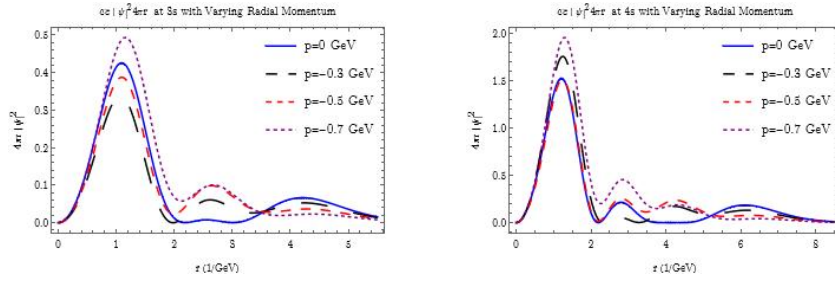 cc̄ |ψ|²4πr at 3s with Varying Radial Momentum
0.5
0.4
0.3
0.2
0.1
0.0
4πr |ψ|²
p=0 GeV
p=-0.3 GeV
p=-0.5 GeV
p=-0.7 GeV
0
1
2
3
4
5
r (1/GeV)
cc̄ |ψ|²4πr at 4s with Varying Radial Momentum
2.0
1.5
1.0
0.5
0.0
4πr |ψ|²
p=0 GeV
p=-0.3 GeV
p=-0.5 GeV
p=-0.7 GeV
0
2
4
6
8
r (1/GeV)